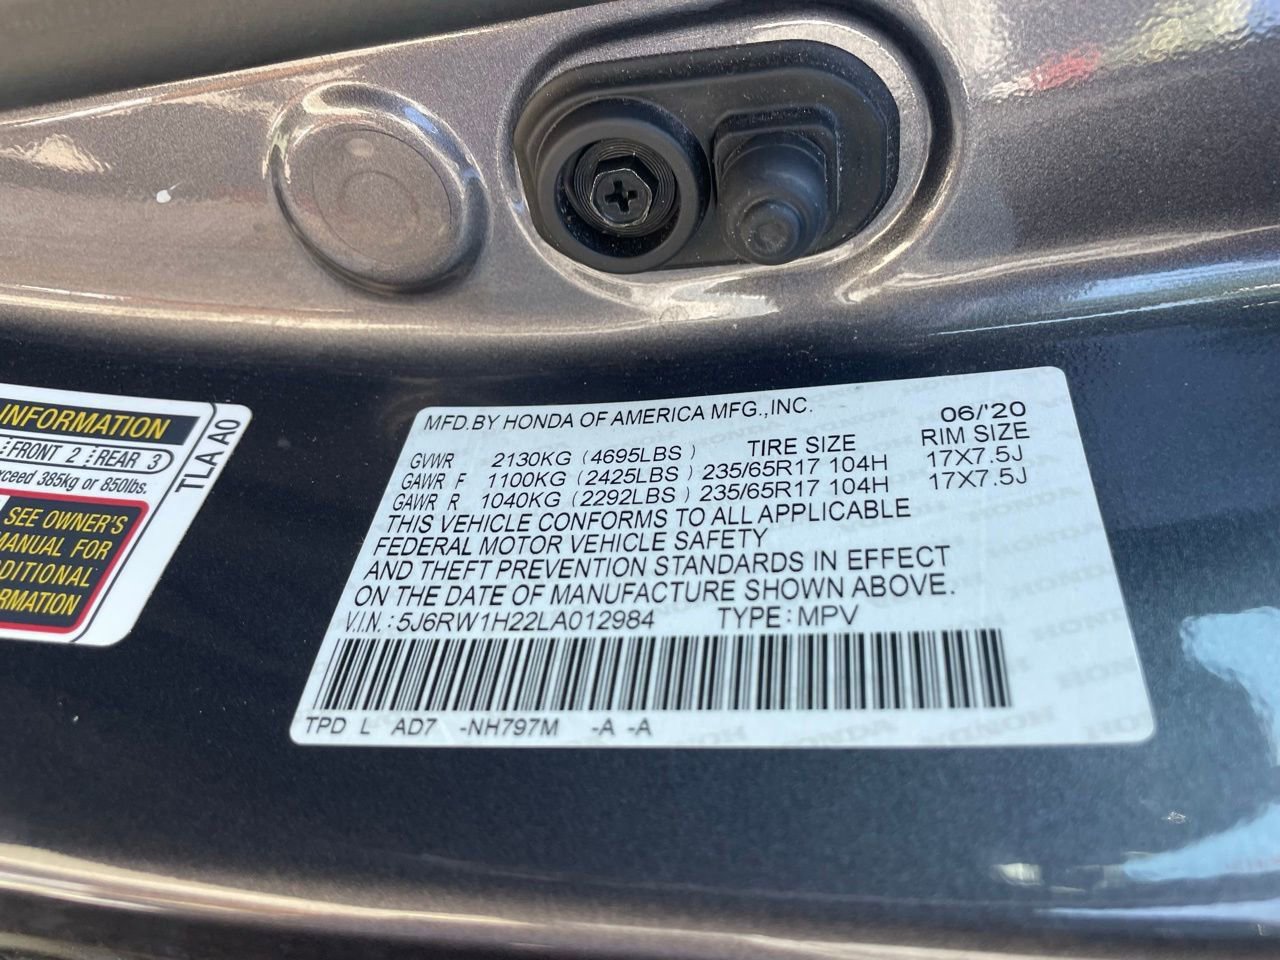 INFORMATION
FRONT 2 REAR 3
xceed 385kg or 850lbs.
SEE OWNER'S
MANUAL FOR
DITIONAL
RMATION
TLA A0
MFD.BY HONDA OF AMERICA MFG.,INC. 06/'20
GVWR 2130KG (4695LBS) TIRE SIZE RIM SIZE
GAWR F 1100KG (2425LBS) 235/65R17 104H 17X7.5J
GAWR R 1040KG (2292LBS) 235/65R17 104H 17X7.5J
THIS VEHICLE CONFORMS TO ALL APPLICABLE
FEDERAL MOTOR VEHICLE SAFETY
AND THEFT PREVENTION STANDARDS IN EFFECT
ON THE DATE OF MANUFACTURE SHOWN ABOVE.
V.I.N.: 5J6RW1H22LA012984 TYPE: MPV
TPD L AD7 -NH797M -A -A